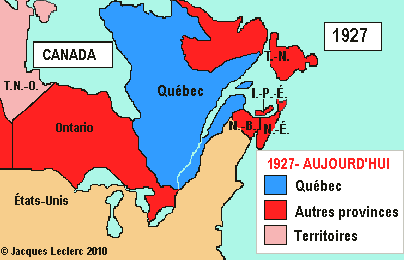 1927
CANADA
T.-N.
T.N.-O.
Québec
I.-P.-É.
Ontario
N.-B.
N.-É.
1927- AUJOURD'HUI
Québec
États-Unis
Autres provinces
Territoires
© Jacques Leclerc 2010